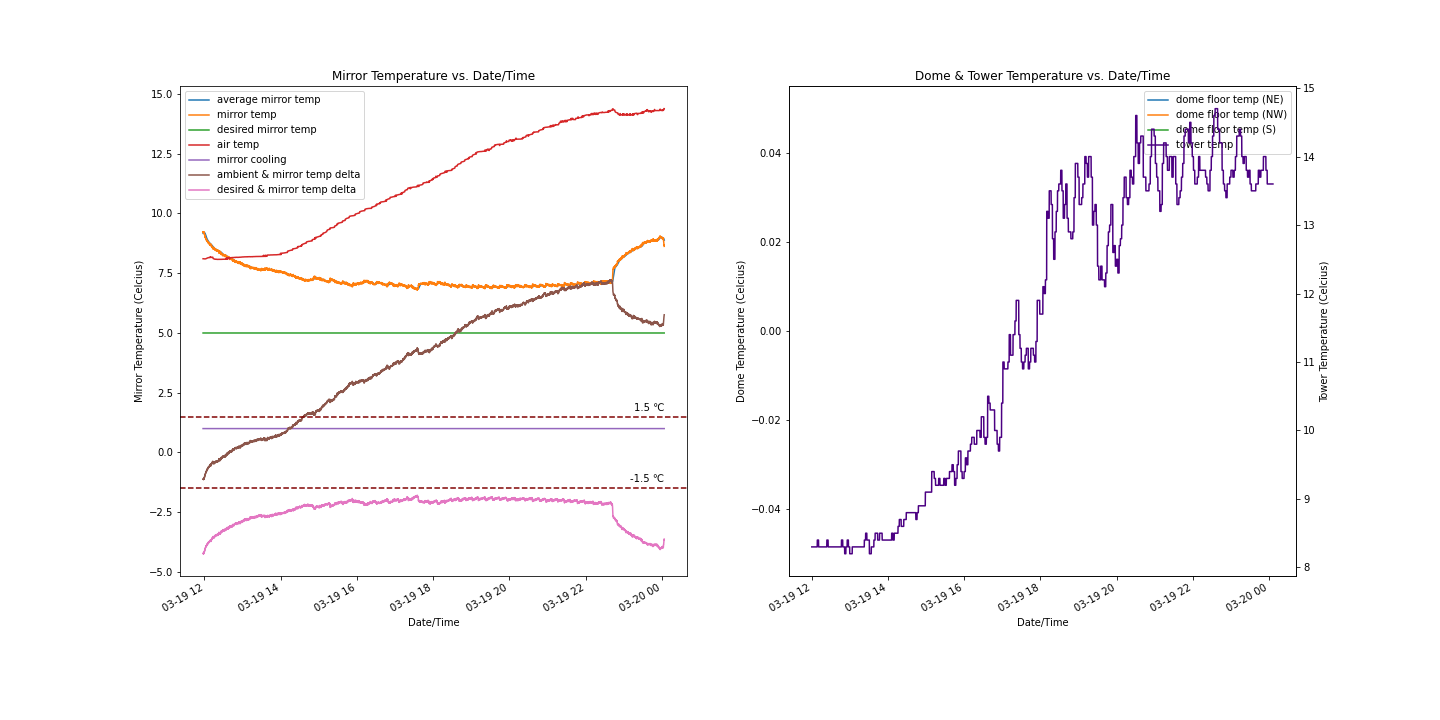 Mirror Temperature vs. Date/Time
average mirror temp
mirror temp
desired mirror temp
air temp
mirror cooling
ambient & mirror temp delta
desired & mirror temp delta
15.0
12.5
10.0
7.5
5.0
2.5
0.0
−2.5
−5.0
Mirror Temperature (Celcius)
1.5 °C
-1.5 °C
03-19 12
03-19 14
03-19 16
03-19 18
03-19 20
03-19 22
03-20 00
Date/Time
Dome & Tower Temperature vs. Date/Time
dome floor temp (NE)
dome floor temp (NW)
dome floor temp (S)
tower temp
0.04
0.02
0.00
−0.02
−0.04
Dome Temperature (Celcius)
15
14
13
12
11
10
9
8
Tower Temperature (Celcius)
03-19 12
03-19 14
03-19 16
03-19 18
03-19 20
03-19 22
03-20 00
Date/Time